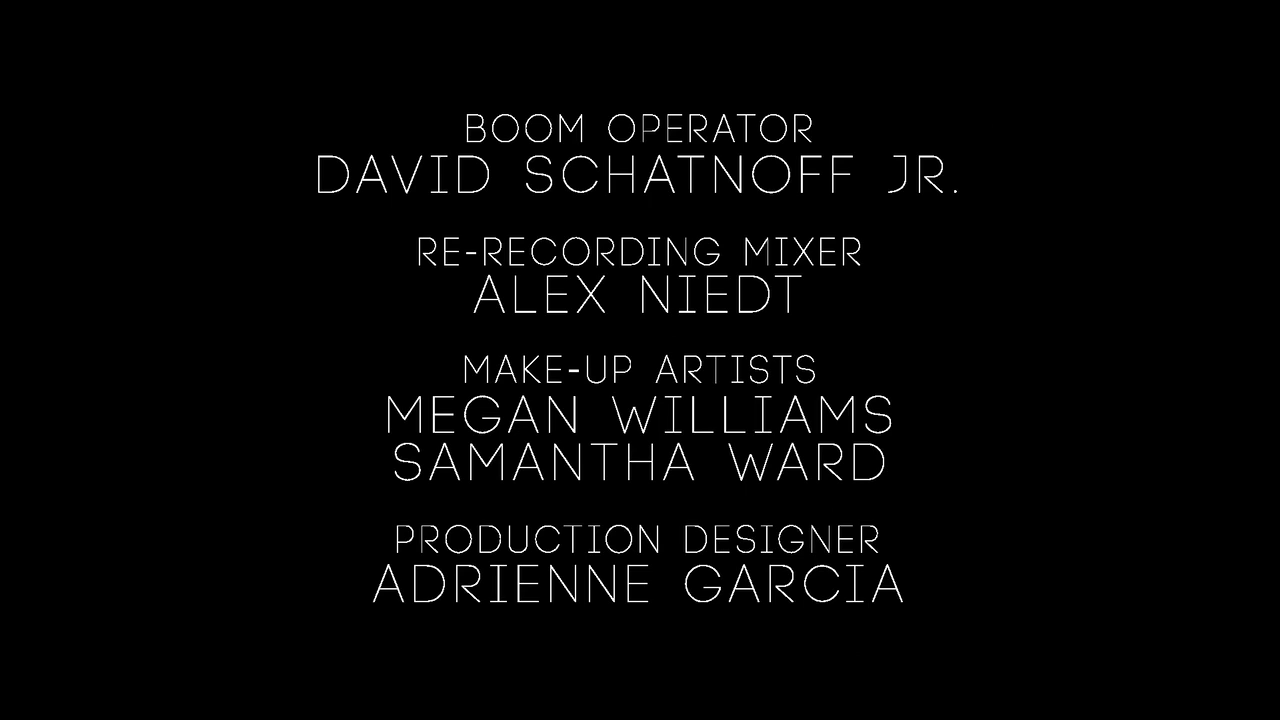 BOOM OPERATOR
DAVID SCHATNOFF JR.
RE-RECORDING MIXER
ALEX NIEDT
MAKE-UP ARTISTS
MEGAN WILLIAMS
SAMANTHA WARD
PRODUCTION DESIGNER
ADRIENNE GARCIA